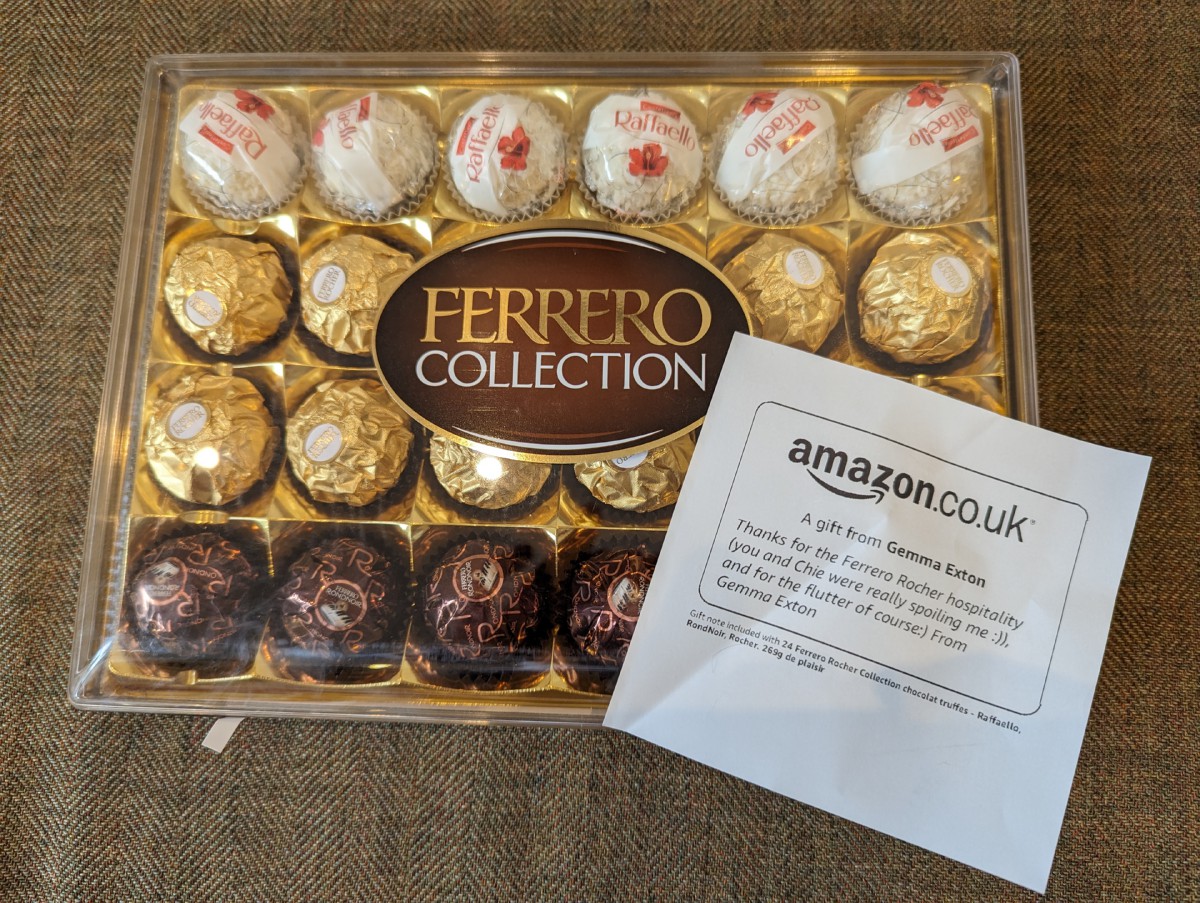 Raffaello
Raffaello
Raffaello
Raffaello
Raffaello
FERRERO
COLLECTION
amazon.co.uk
A gift from Gemma Exton
Thanks for the Ferrero Rocher hospitality
(you and Chie were really spoiling me :)),
and for the flutter of course:) From
Gemma Exton
Gift note included with 24 Ferrero Rocher Collection chocolat truffes - Raffaello,
RondNoir, Rocher, 269g de plaisir